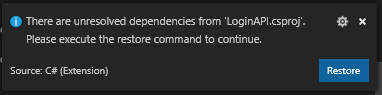 There are unresolved dependencies from 'LoginAPI.csproj'.
Please execute the restore command to continue.
Source: C# (Extension)
Restore